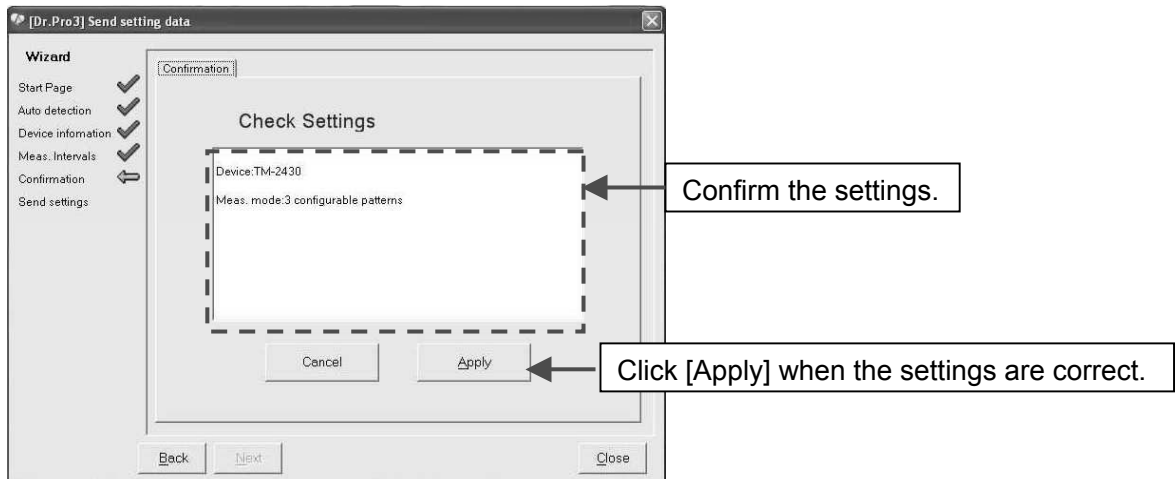 [Dr.Pro3] Send setting data
Wizard
Start Page
Auto detection
Device infomation
Meas. Intervals
Confirmation
Send settings
Confirmation
Check Settings
Device:TM-2430
Meas. mode:3 configurable patterns
Cancel
Apply
Back
Next
Close
Confirm the settings.
Click [Apply] when the settings are correct.